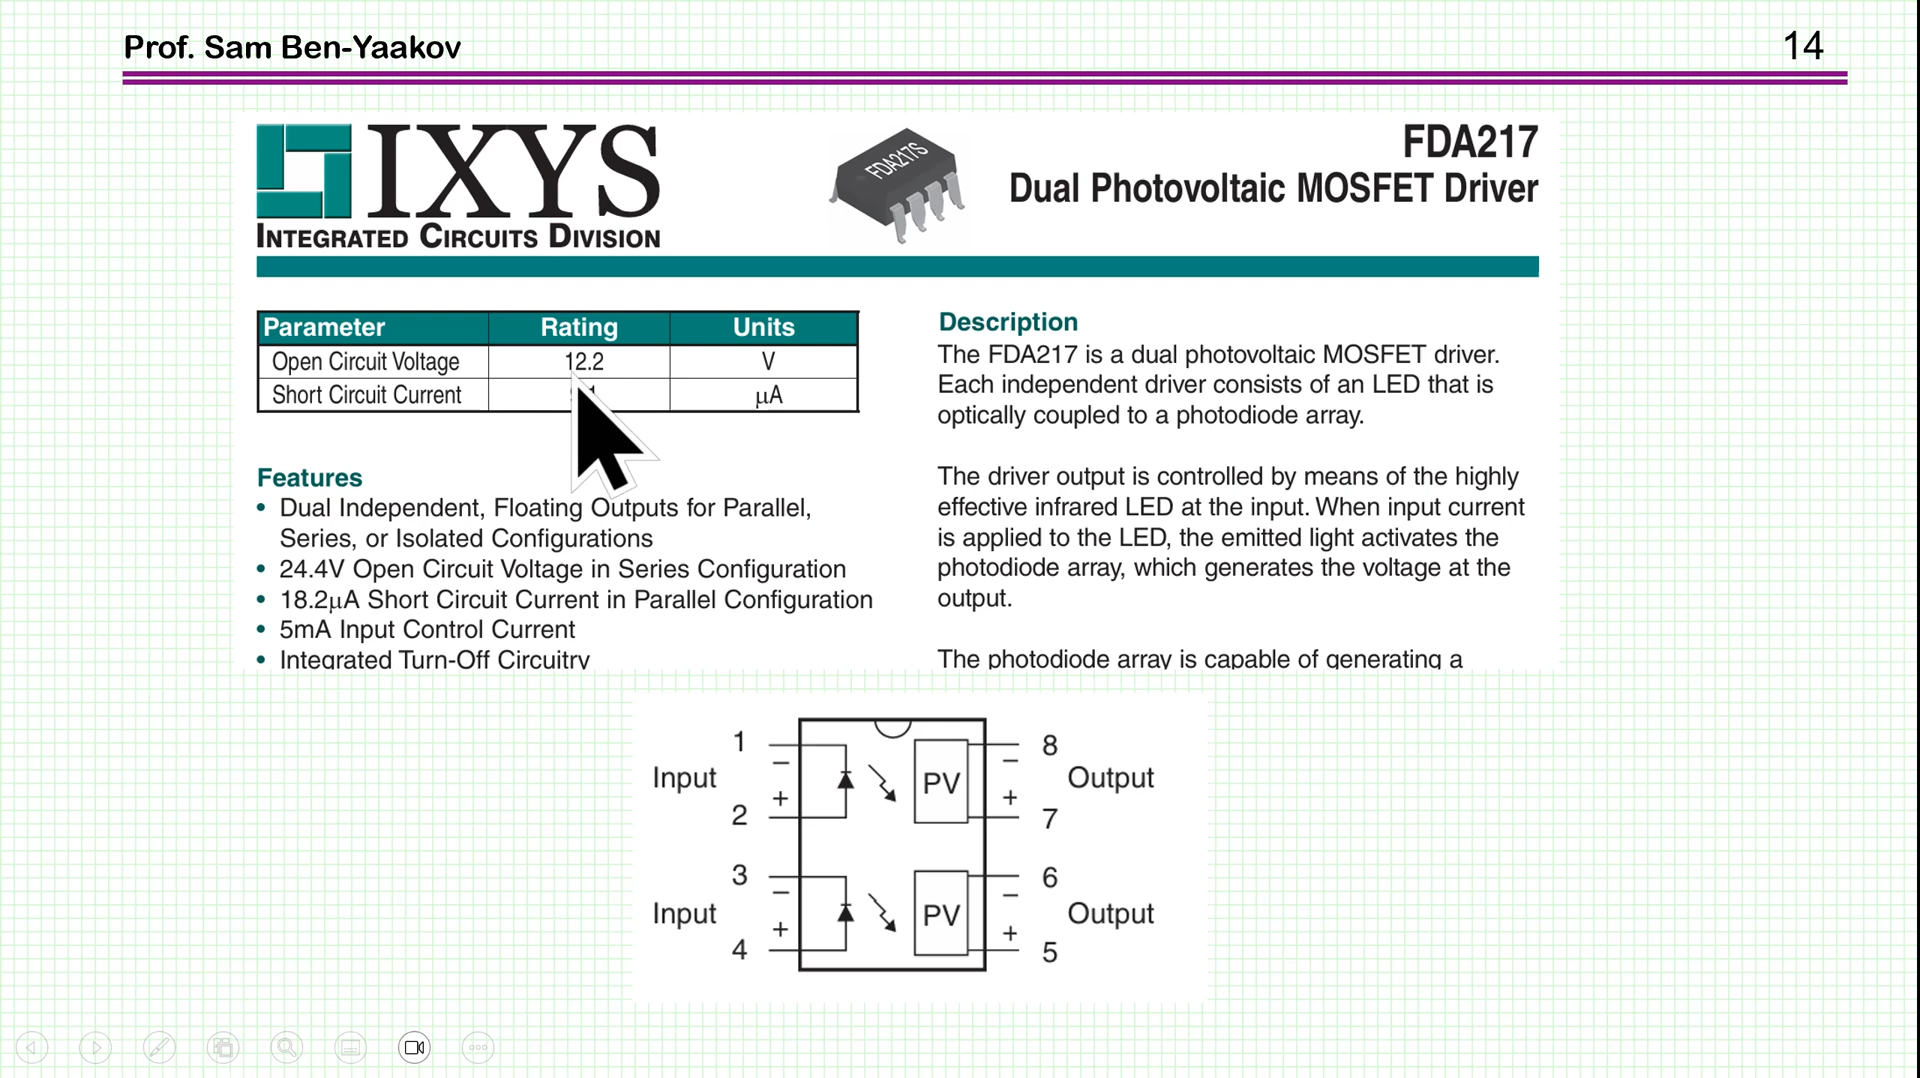 Prof. Sam Ben-Yaakov
14
IXYS
INTEGRATED CIRCUITS DIVISION
FDA217S
FDA217
Dual Photovoltaic MOSFET Driver
Parameter Rating Units
Open Circuit Voltage 12.2 V
Short Circuit Current μA
Features
• Dual Independent, Floating Outputs for Parallel,
Series, or Isolated Configurations
• 24.4V Open Circuit Voltage in Series Configuration
• 18.2μA Short Circuit Current in Parallel Configuration
• 5mA Input Control Current
• Integrated Turn-Off Circuitry
Description
The FDA217 is a dual photovoltaic MOSFET driver.
Each independent driver consists of an LED that is
optically coupled to a photodiode array.
The driver output is controlled by means of the highly
effective infrared LED at the input. When input current
is applied to the LED, the emitted light activates the
photodiode array, which generates the voltage at the
output.
The photodiode array is capable of generating a
1 8
− −
Input PV Output
+ +
2 7
3 6
− −
Input PV Output
+ +
4 5